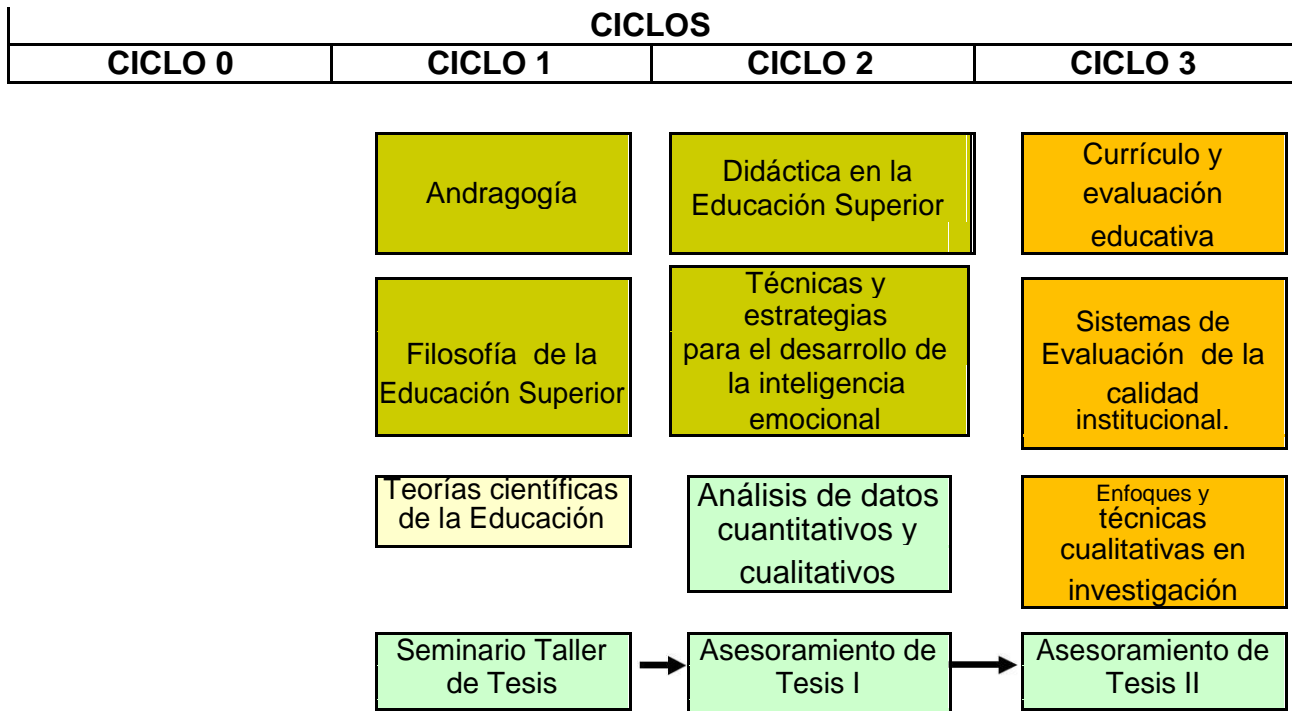 CICLOS
CICLO 0
CICLO 1
CICLO 2
CICLO 3
Andragogía
Didáctica en la
Educación Superior
Currículo y
evaluación
educativa
Filosofía de la
Educación Superior
Técnicas y
estrategias
para el desarrollo de
la inteligencia
emocional
Sistemas de
Evaluación de la
calidad
institucional.
Teorías científicas
de la Educación
Análisis de datos
cuantitativos y
cualitativos
Enfoques y
técnicas
cualitativas en
investigación
Seminario Taller
de Tesis
Asesoramiento de
Tesis I
Asesoramiento de
Tesis II